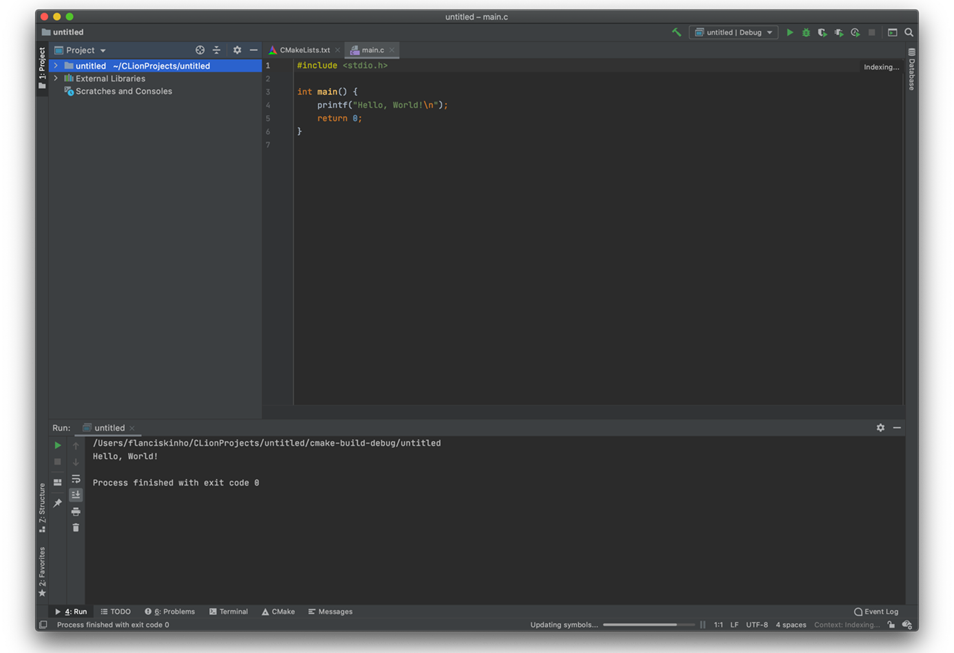 untitled – main.c
untitled
untitled | Debug
1: Project
Project
CMakeLists.txt
main.c
Database
untitled ~/CLionProjects/untitled
External Libraries
Scratches and Consoles
1 #include <stdio.h>
Indexing...
2
3 int main() {
4 printf("Hello, World!\n");
5 return 0;
6 }
7
Run: untitled
/Users/flanciskinho/CLionProjects/untitled/cmake-build-debug/untitled
Hello, World!
Process finished with exit code 0
7: Structure
2: Favorites
4: Run
TODO
6: Problems
Terminal
CMake
Messages
Event Log
Process finished with exit code 0
Updating symbols...
1:1 LF UTF-8 4 spaces Context: Indexing...